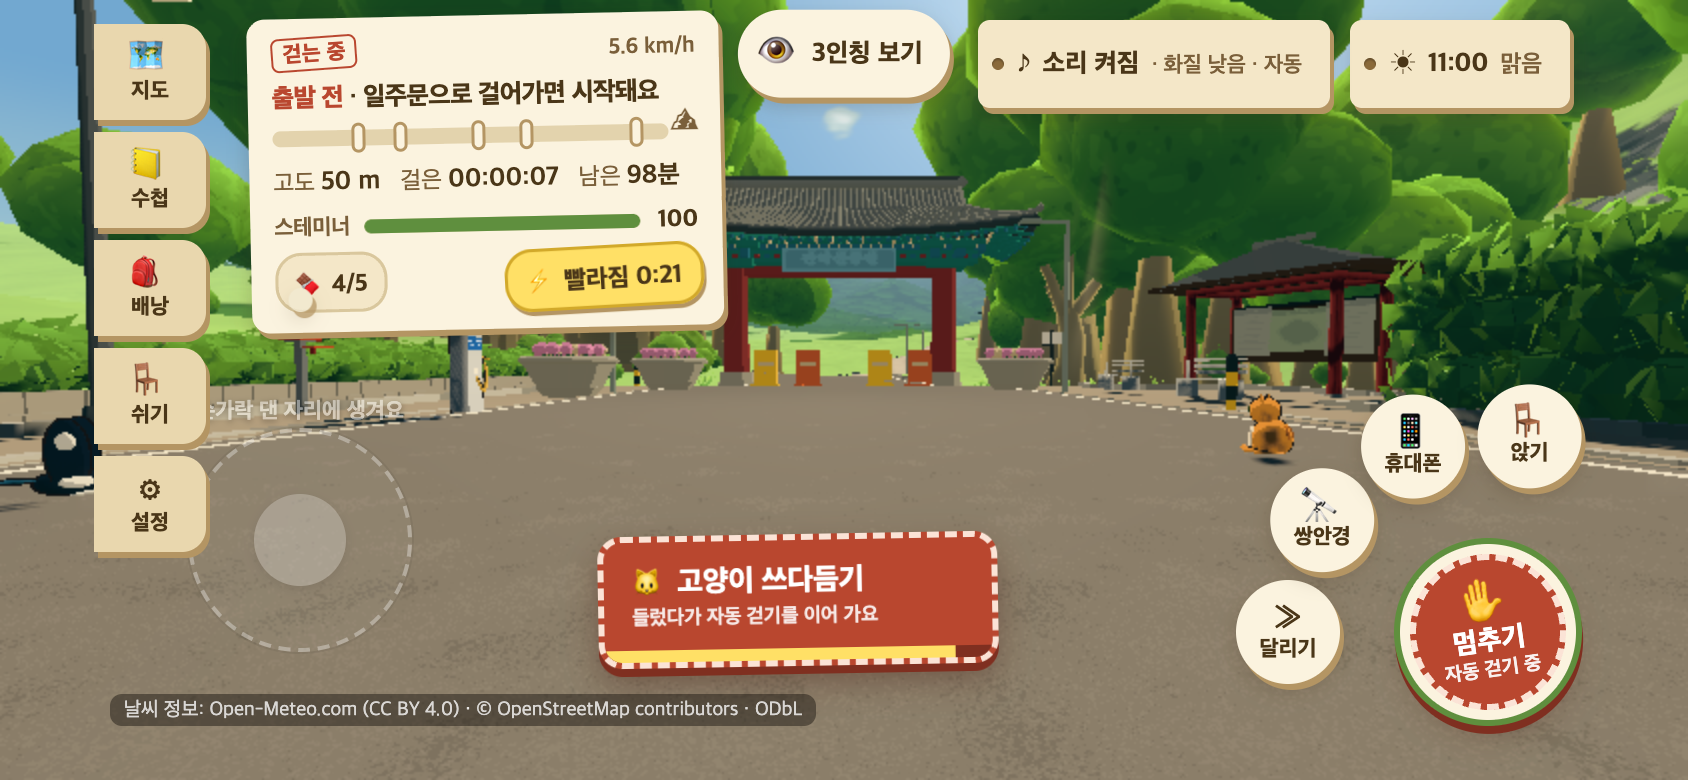 지도
수첩
배낭
쉬기
설정
걷는 중
5.6 km/h
출발 전 · 일주문으로 걸어가면 시작돼요
고도 50 m 걸은 00:00:07 남은 98분
스테미너 100
4/5
빨라짐 0:21
3인칭 보기
♪ 소리 켜짐 · 화질 낮음 · 자동
11:00 맑음
댄 자리에 생겨요
고양이 쓰다듬기
들렀다가 자동 걷기를 이어 가요
휴대폰
앉기
쌍안경
달리기
멈추기
자동 걷기 중
날씨 정보: Open-Meteo.com (CC BY 4.0) · © OpenStreetMap contributors · ODbL